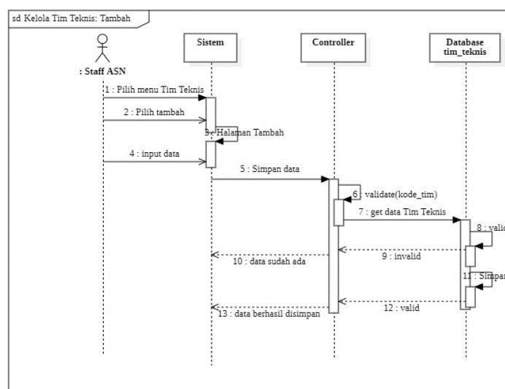 sd Kelola Tim Teknis: Tambah
Sistem
Controller
Database
tim_teknis
: Staff ASN
1 : Pilih menu Tim Teknis
2 : Pilih tambah
3 : Halaman Tambah
4 : input data
5 : Simpan data
6 : validate(kode_tim)
7 : get data Tim Teknis
8 : valid
9 : invalid
10 : data sudah ada
11 : Simpan
12 : valid
13 : data berhasil disimpan